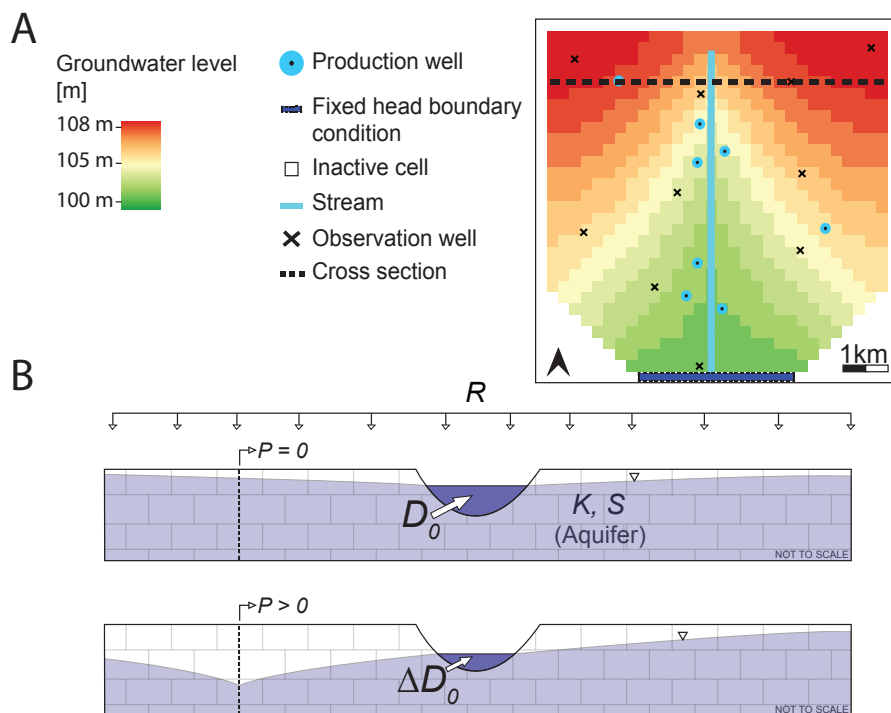 A
Groundwater level
[m]
108 m
105 m
100 m
Production well
Fixed head boundary
condition
Inactive cell
Stream
Observation well
Cross section
1km
B
R
P = 0
D0
K, S
(Aquifer)
NOT TO SCALE
P > 0
ΔD0
NOT TO SCALE